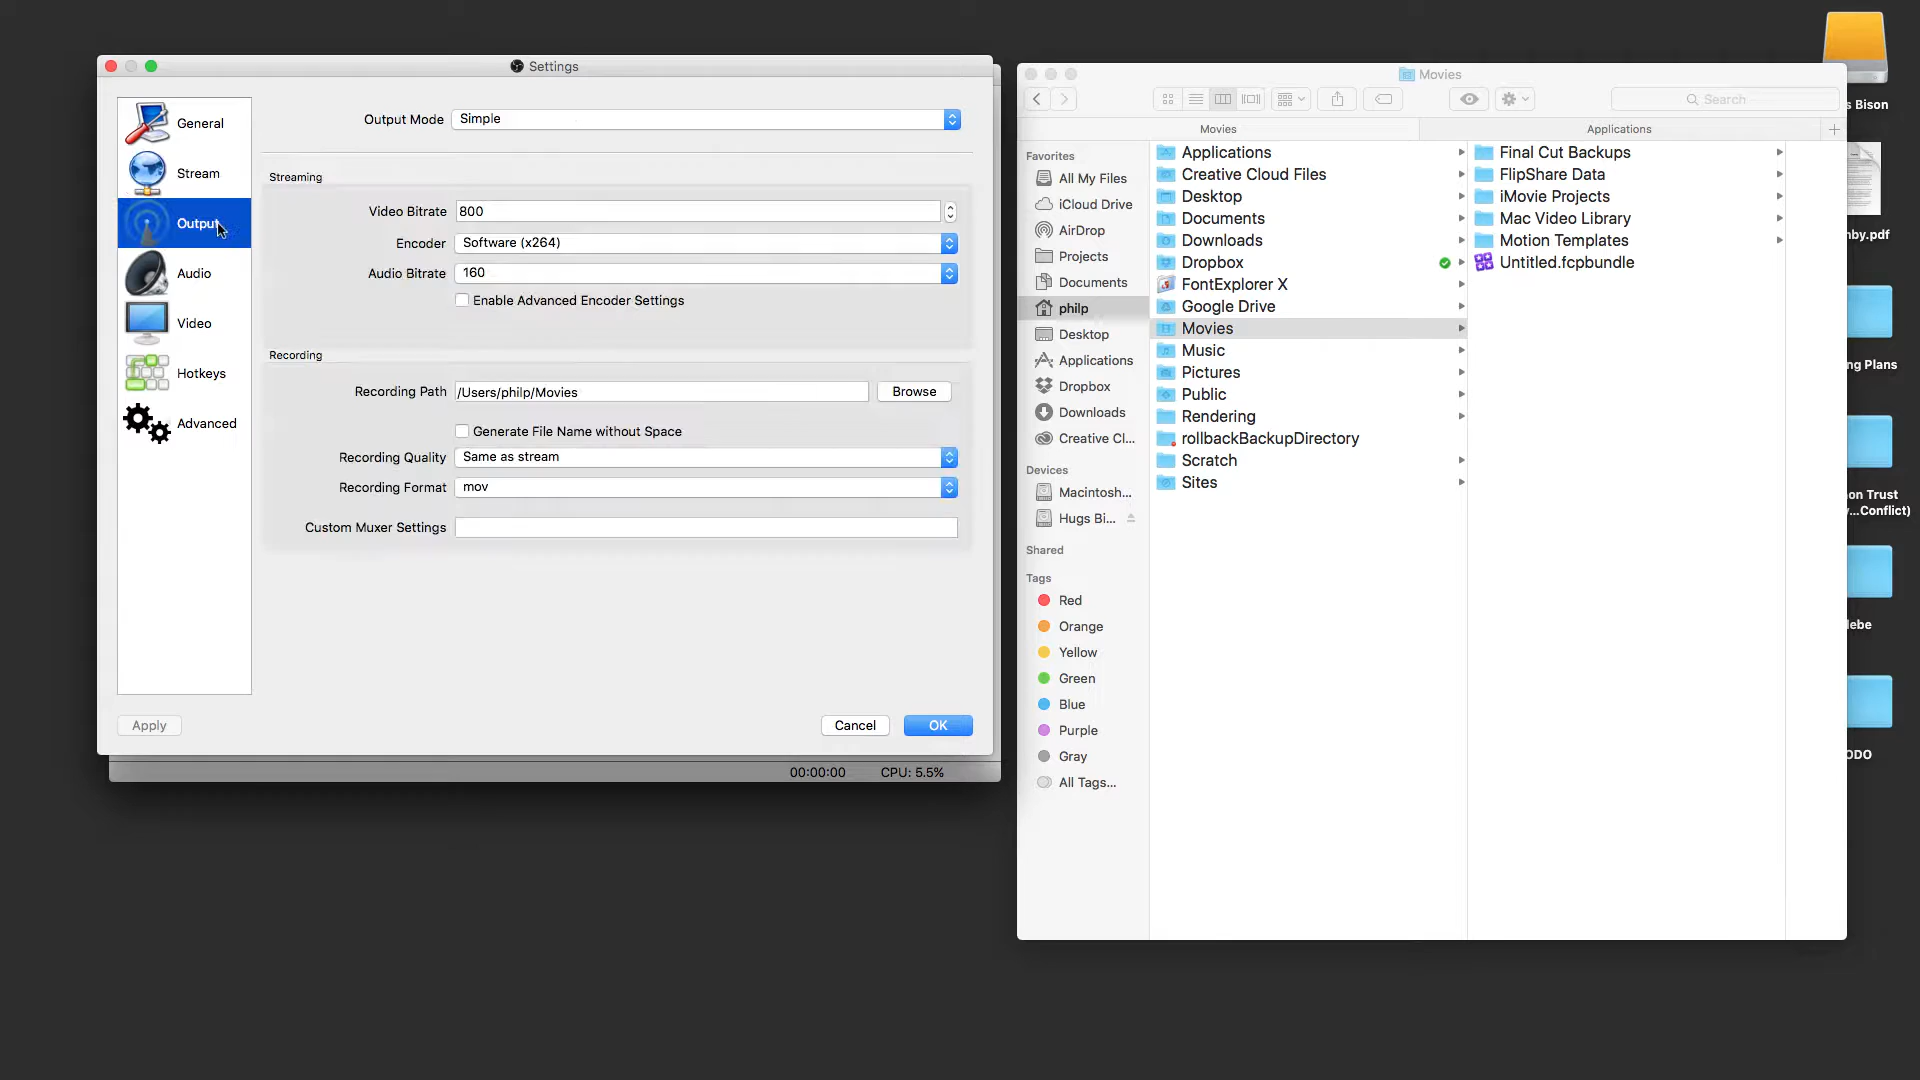 Settings
General
Stream
Output
Audio
Video
Hotkeys
Advanced
Output Mode Simple
Streaming
Video Bitrate 800
Encoder Software (x264)
Audio Bitrate 160
Enable Advanced Encoder Settings
Recording
Recording Path /Users/philp/Movies Browse
Generate File Name without Space
Recording Quality Same as stream
Recording Format mov
Custom Muxer Settings
Apply Cancel OK
00:00:00 CPU: 5.5%
Movies
Search
Movies Applications
Favorites
All My Files
iCloud Drive
AirDrop
Projects
Documents
philp
Desktop
Applications
Dropbox
Downloads
Creative Cl...
Devices
Macintosh...
Hugs Bi...
Shared
Tags
Red
Orange
Yellow
Green
Blue
Purple
Gray
All Tags...
Applications
Creative Cloud Files
Desktop
Documents
Downloads
Dropbox
FontExplorer X
Google Drive
Movies
Music
Pictures
Public
Rendering
rollbackBackupDirectory
Scratch
Sites
Final Cut Backups
FlipShare Data
iMovie Projects
Mac Video Library
Motion Templates
Untitled.fcpbundle
s Bison
nby.pdf
ng Plans
on Trust
y...Conflict)
lebe
ODO